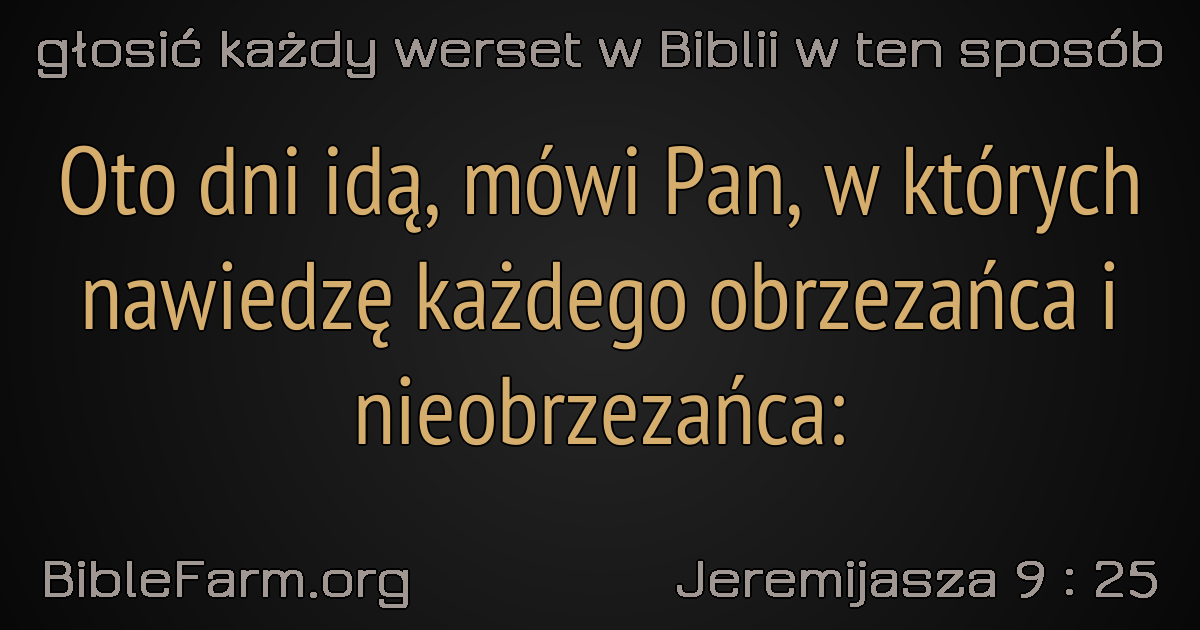 głosić każdy werset w Biblii w ten sposób
Oto dni idą, mówi Pan, w których
nawiedzę każdego obrzezańca i
nieobrzezańca:
BibleFarm.org
Jeremijasza 9 : 25